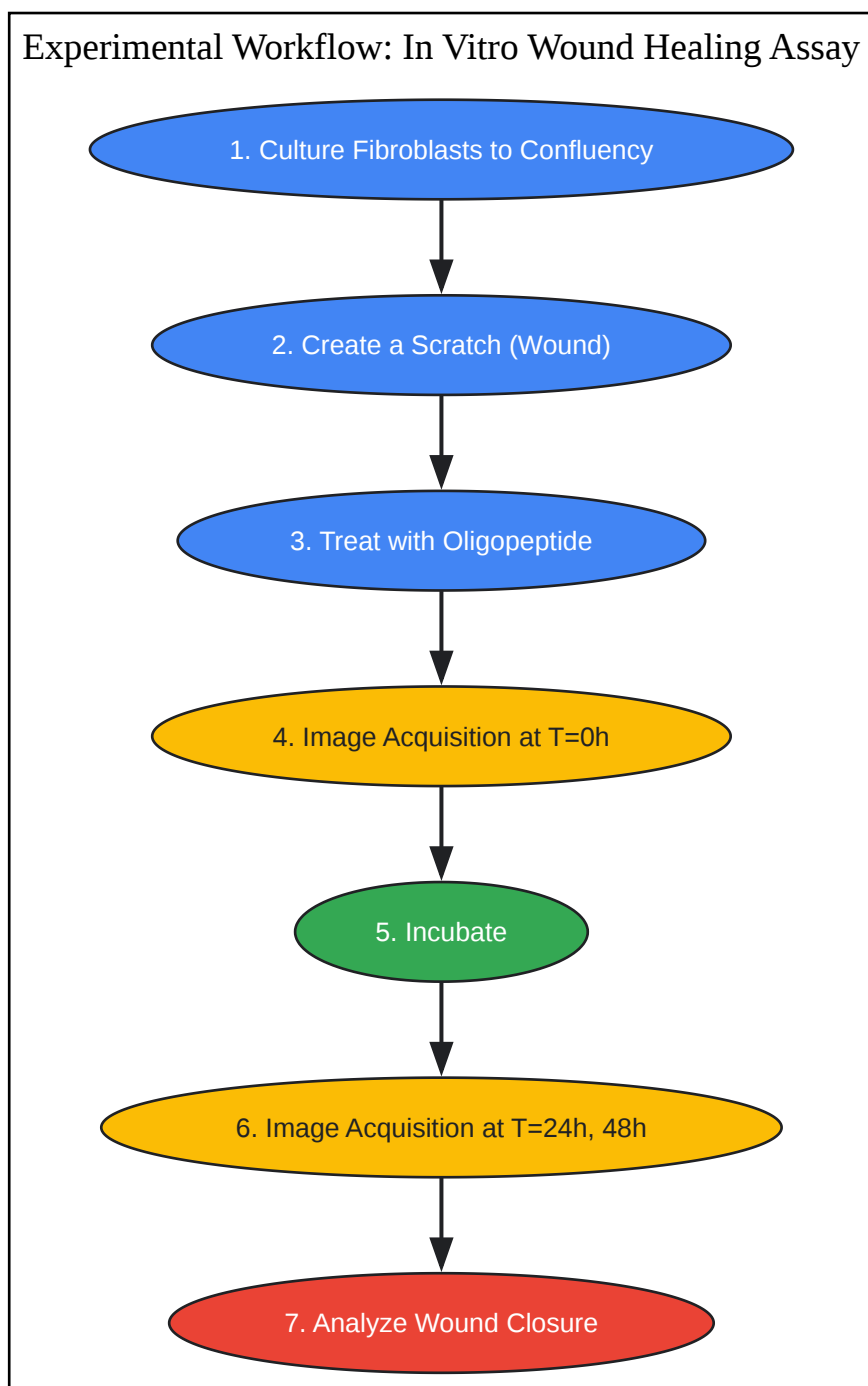 Experimental Workflow: In Vitro Wound Healing Assay
1. Culture Fibroblasts to Confluency
2. Create a Scratch (Wound)
3. Treat with Oligopeptide
4. Image Acquisition at T=0h
5. Incubate
6. Image Acquisition at T=24h, 48h
7. Analyze Wound Closure